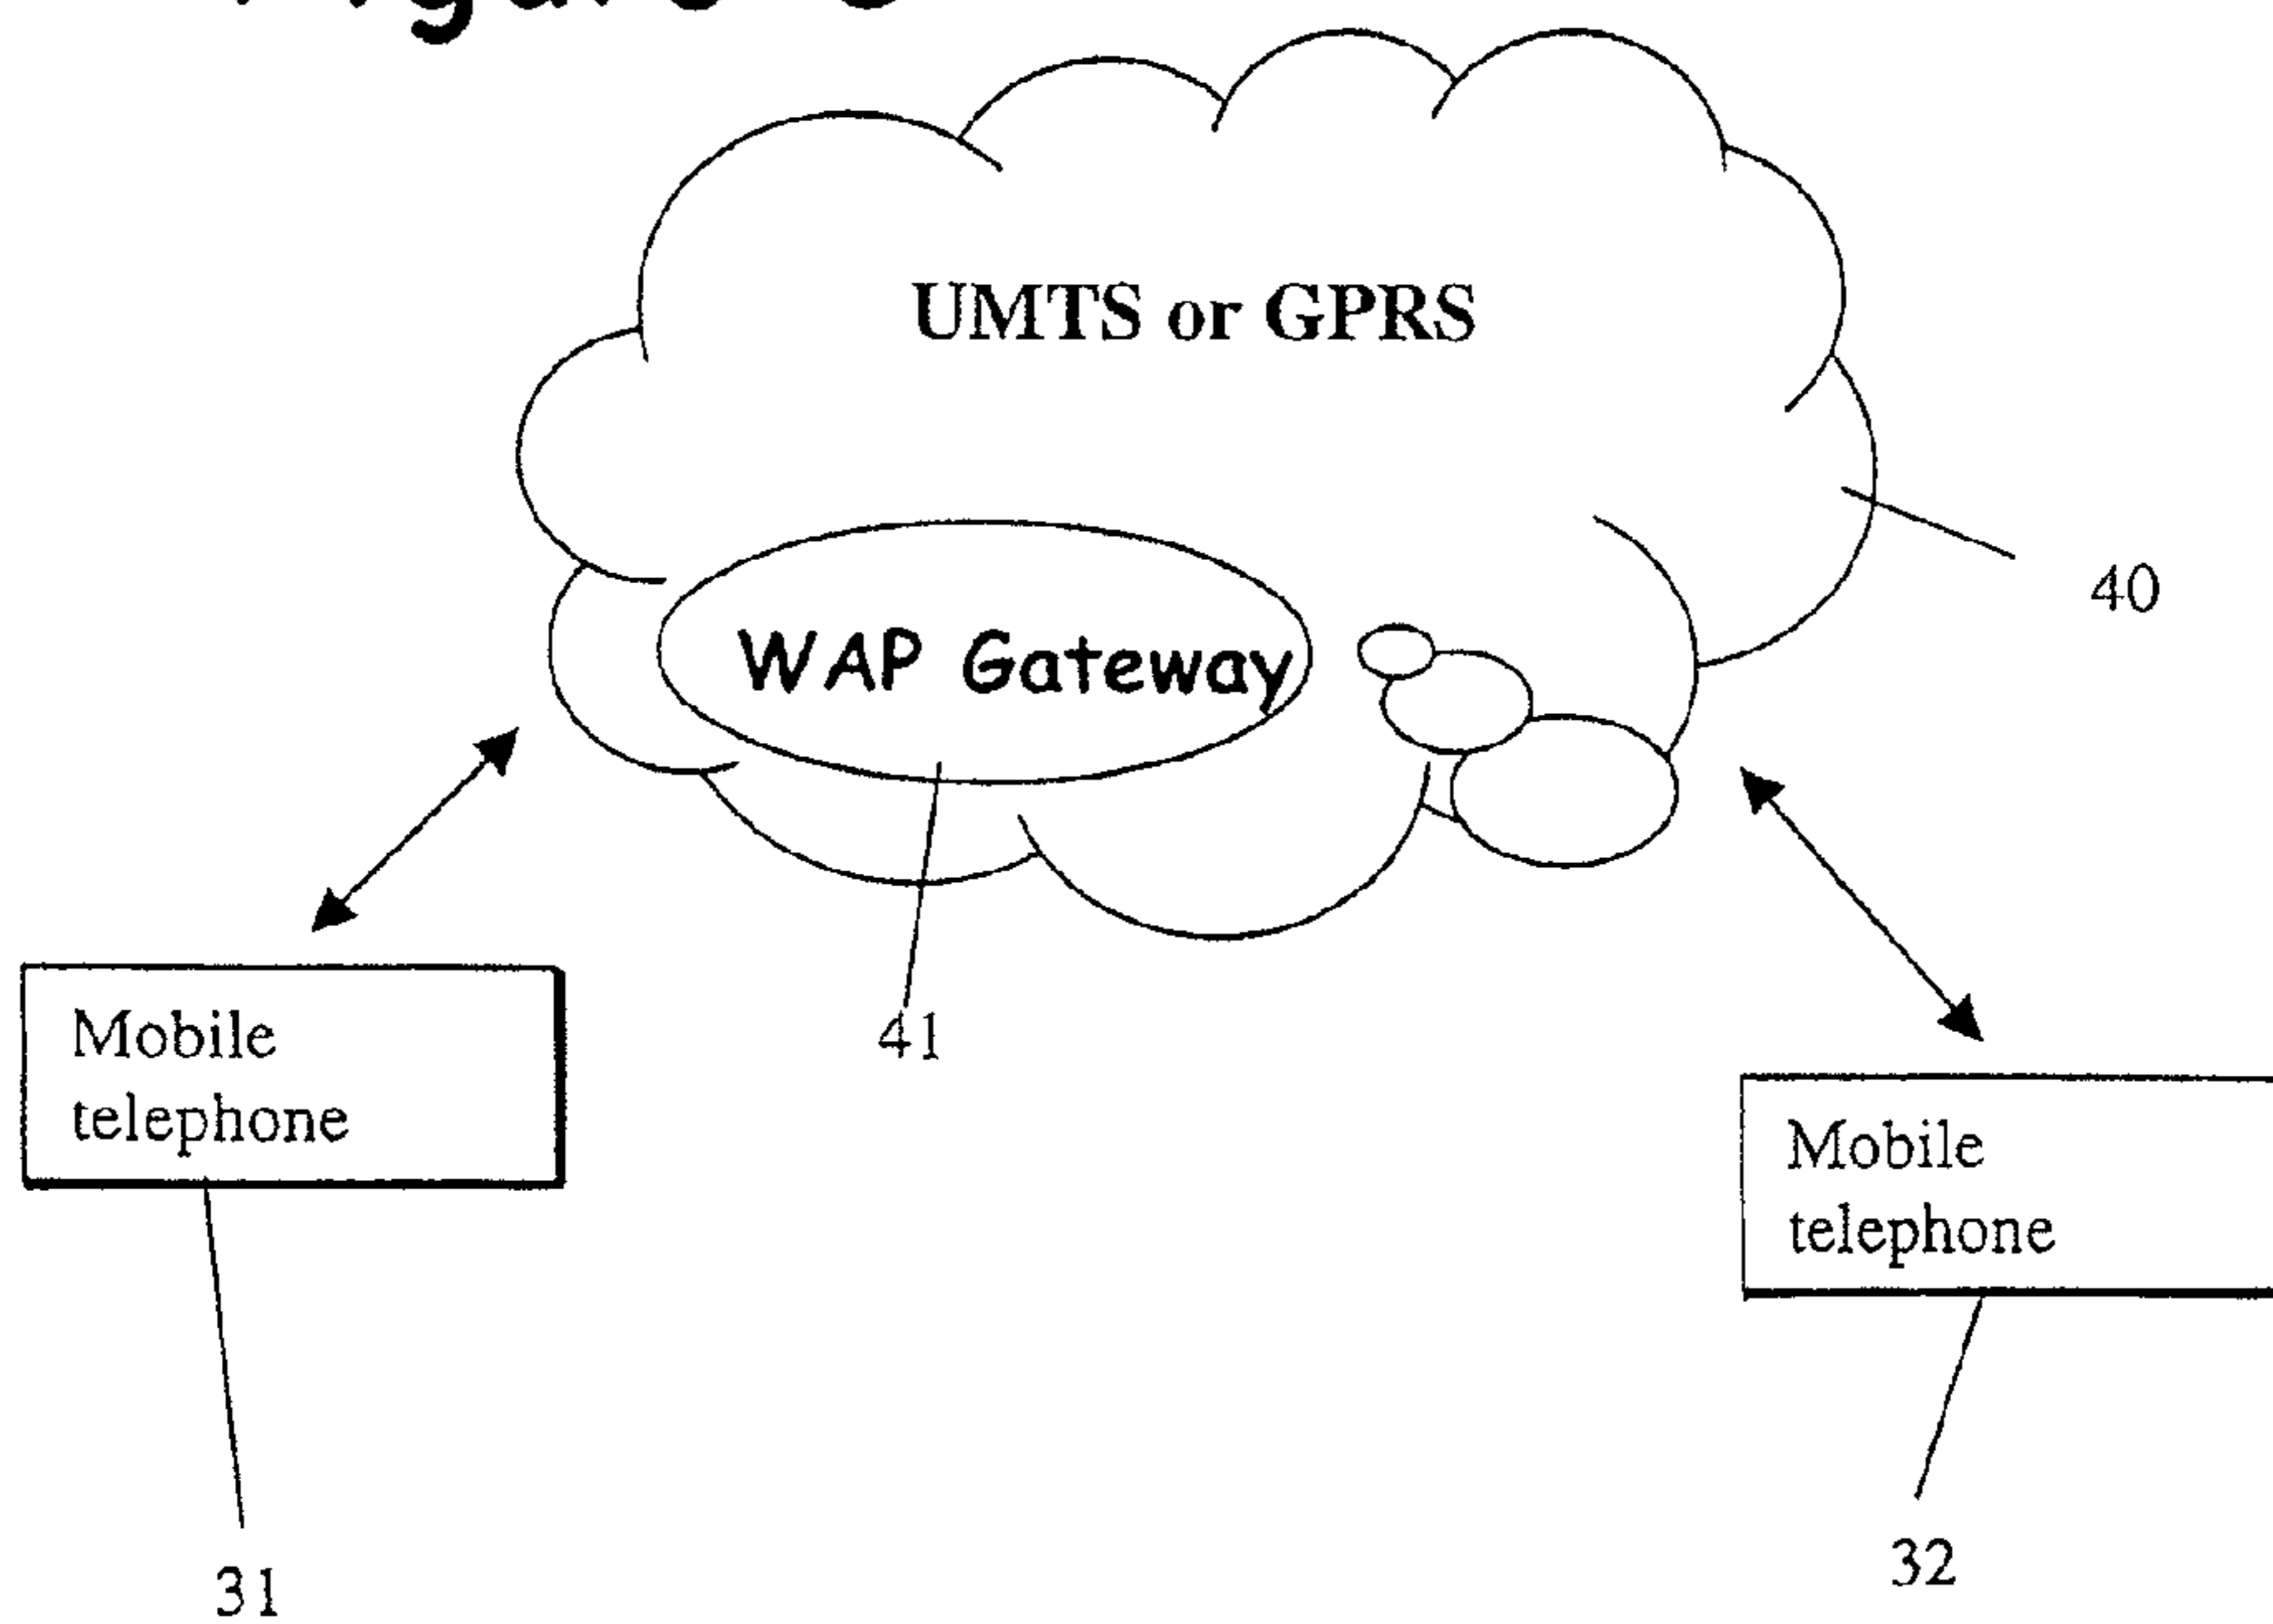 UMTS or GPRS
40
WAP Gateway
41
Mobile
telephone
Mobile
telephone
31
32